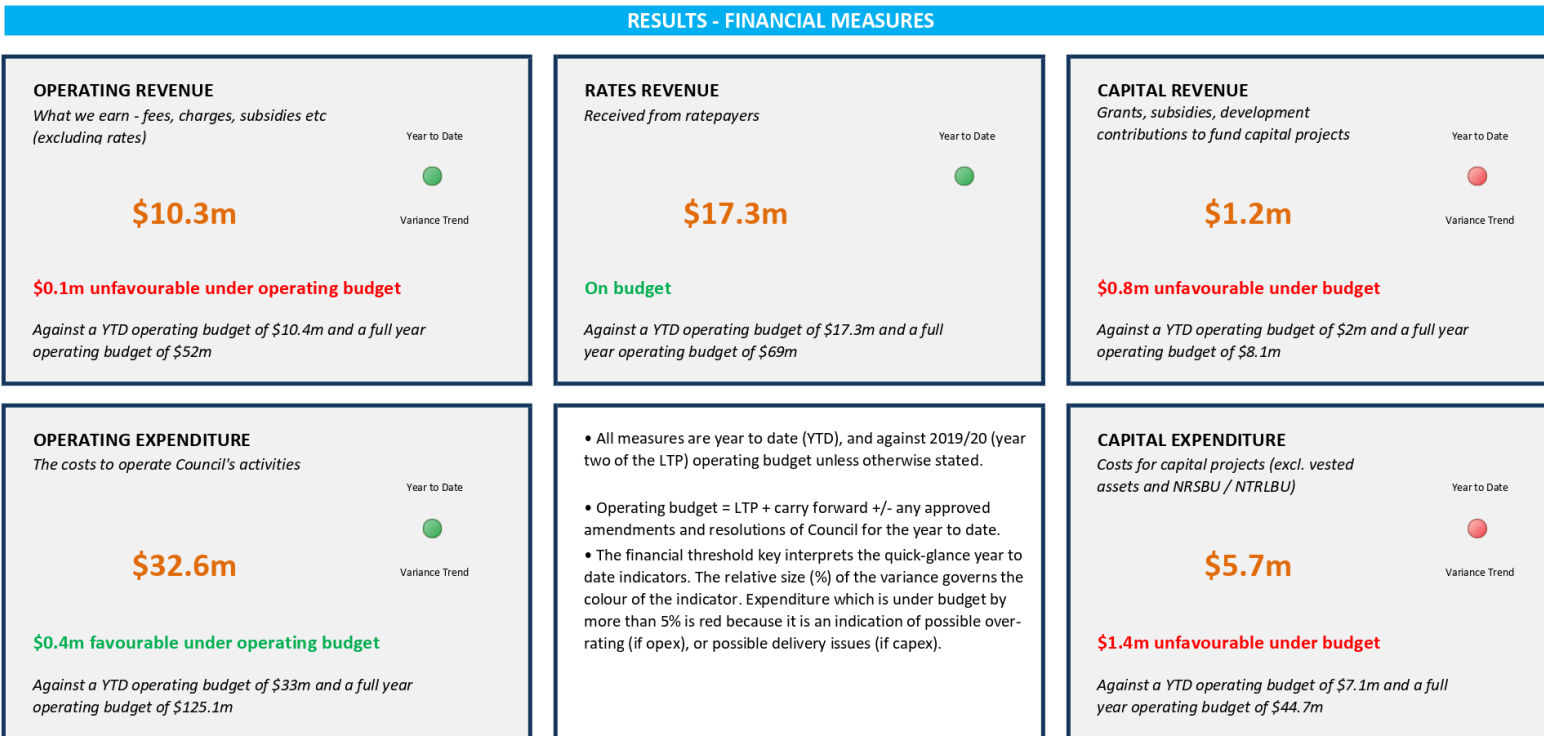 RESULTS - FINANCIAL MEASURES
OPERATING REVENUE
What we earn - fees, charges, subsidies etc
(excluding rates)
Year to Date
$10.3m
Variance Trend
$0.1m unfavourable under operating budget
Against a YTD operating budget of $10.4m and a full year
operating budget of $52m
RATES REVENUE
Received from ratepayers
Year to Date
$17.3m
On budget
Against a YTD operating budget of $17.3m and a full
year operating budget of $69m
CAPITAL REVENUE
Grants, subsidies, development
contributions to fund capital projects
Year to Date
$1.2m
Variance Trend
$0.8m unfavourable under budget
Against a YTD operating budget of $2m and a full year
operating budget of $8.1m
OPERATING EXPENDITURE
The costs to operate Council's activities
Year to Date
$32.6m
Variance Trend
$0.4m favourable under operating budget
Against a YTD operating budget of $33m and a full year
operating budget of $125.1m
• All measures are year to date (YTD), and against 2019/20 (year
two of the LTP) operating budget unless otherwise stated.
• Operating budget = LTP + carry forward +/- any approved
amendments and resolutions of Council for the year to date.
• The financial threshold key interprets the quick-glance year to
date indicators. The relative size (%) of the variance governs the
colour of the indicator. Expenditure which is under budget by
more than 5% is red because it is an indication of possible over-
rating (if opex), or possible delivery issues (if capex).
CAPITAL EXPENDITURE
Costs for capital projects (excl. vested
assets and NRSBU / NTRLBU)
Year to Date
$5.7m
Variance Trend
$1.4m unfavourable under budget
Against a YTD operating budget of $7.1m and a full
year operating budget of $44.7m